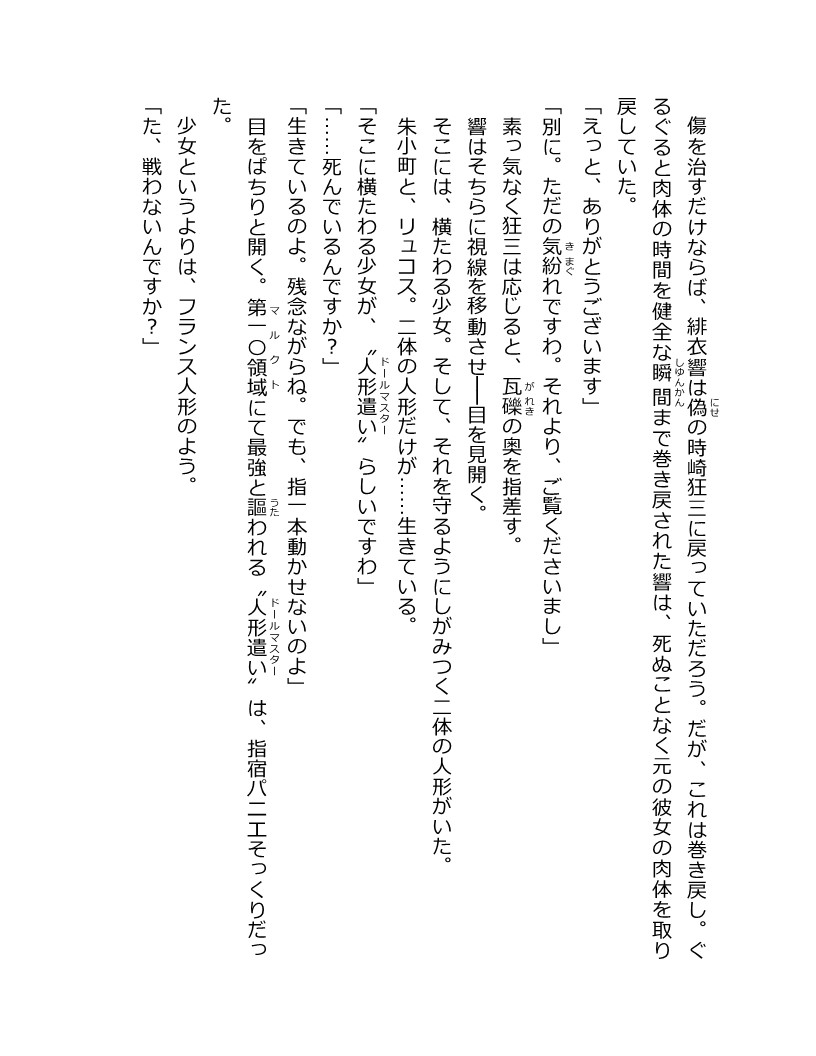 傷を治すだけならば、緋衣響は偽の時崎狂三に戻っていただろう。だが、これは巻き戻し。ぐ
るぐると肉体の時間を健全な瞬間まで巻き戻された響は、死ぬことなく元の彼女の肉体を取り
戻していた。
「えっと、ありがとうございます」
「別に。ただの気紛れですわ。それより、ご覧くださいまし」
素っ気なく狂三は応じると、瓦礫の奥を指差す。
響はそちらに視線を移動させ――目を見開く。
そこには、横たわる少女。そして、それを守るようにしがみつく二体の人形がいた。
朱小町と、リュコス。二体の人形だけが……生きている。
「そこに横たわる少女が、〝人形遣い〟らしいですわ」
「……死んでいるんですか？」
「生きているのよ。残念ながらね。でも、指一本動かせないのよ」
目をぱちりと開く。第一〇領域にて最強と謳われる〝人形遣い〟は、指宿パニエそっくりだっ
た。
少女というよりは、フランス人形のよう。
「た、戦わないんですか？」